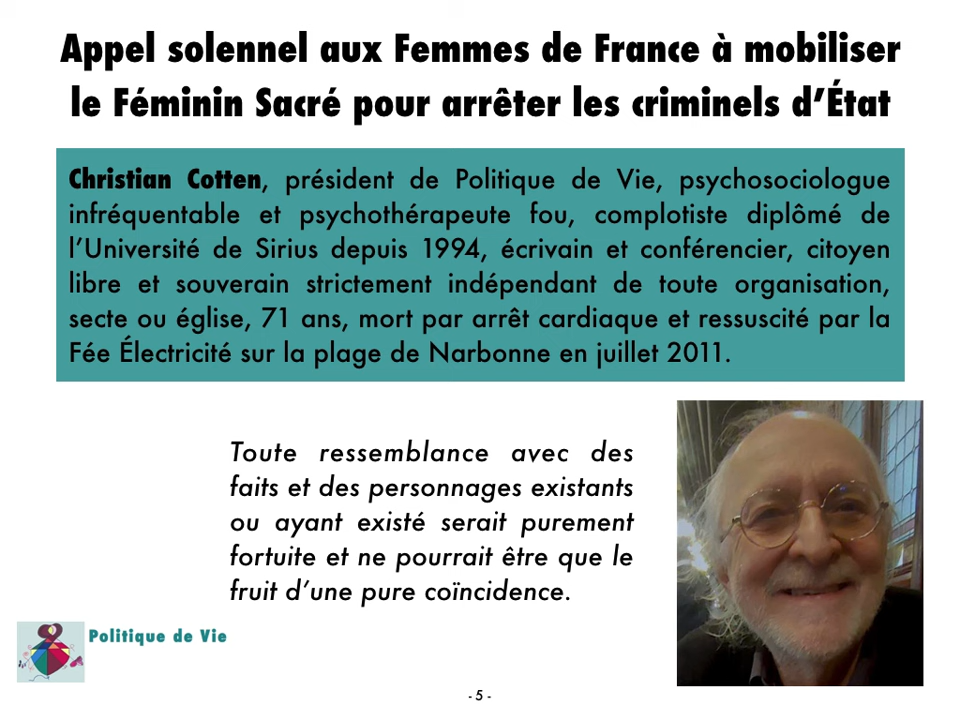 Appel solennel aux Femmes de France à mobiliser
le Féminin Sacré pour arrêter les criminels d’État
Christian Cotten, président de Politique de Vie, psychosociologue
infréquentable et psychothérapeute fou, complotiste diplômé de
l’Université de Sirius depuis 1994, écrivain et conférencier, citoyen
libre et souverain strictement indépendant de toute organisation,
secte ou église, 71 ans, mort par arrêt cardiaque et ressuscité par la
Fée Électricité sur la plage de Narbonne en juillet 2011.
Toute ressemblance avec des
faits et des personnages existants
ou ayant existé serait purement
fortuite et ne pourrait être que le
fruit d’une pure coïncidence.
Politique de Vie
- 5 -